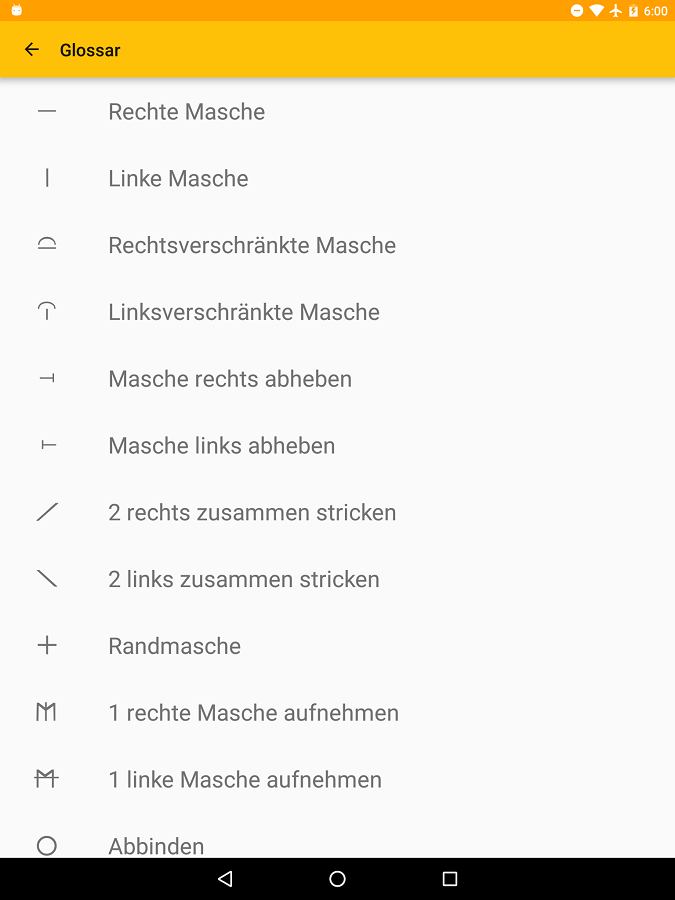 6:00
Glossar
Rechte Masche
Linke Masche
Rechtsverschränkte Masche
Linksverschränkte Masche
Masche rechts abheben
Masche links abheben
2 rechts zusammen stricken
2 links zusammen stricken
Randmasche
1 rechte Masche aufnehmen
1 linke Masche aufnehmen
Abbinden